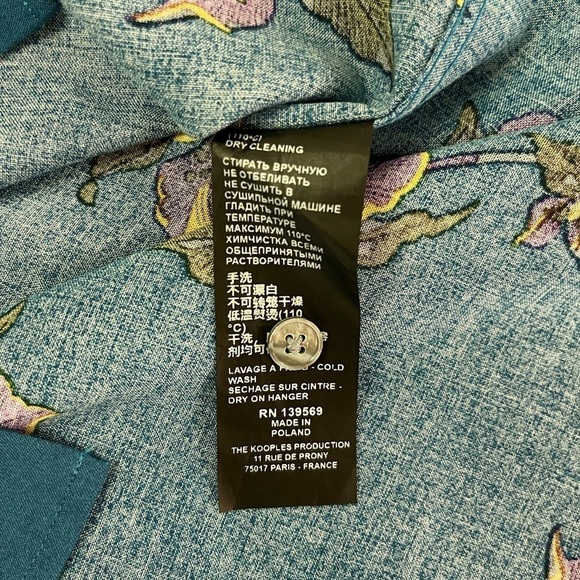 (110°C)
DRY CLEANING
СТИРАТЬ ВРУЧНУЮ
НЕ ОТБЕЛИВАТЬ
НЕ СУШИТЬ В
СУШИЛЬНОЙ МАШИНЕ
ГЛАДИТЬ ПРИ
ТЕМПЕРАТУРЕ
МАКСИМУМ 110°C
ХИМЧИСТКА ВСЕМИ
ОБЩЕПРИНЯТЫМИ
РАСТВОРИТЕЛЯМИ
手洗
不可漂白
不可转笼干燥
低温熨烫(110
°C)
干洗,
剂均可
LAVAGE A - COLD
WASH
SECHAGE SUR CINTRE -
DRY ON HANGER
RN 139569
MADE IN
POLAND
THE KOOPLES PRODUCTION
11 RUE DE PRONY
75017 PARIS - FRANCE